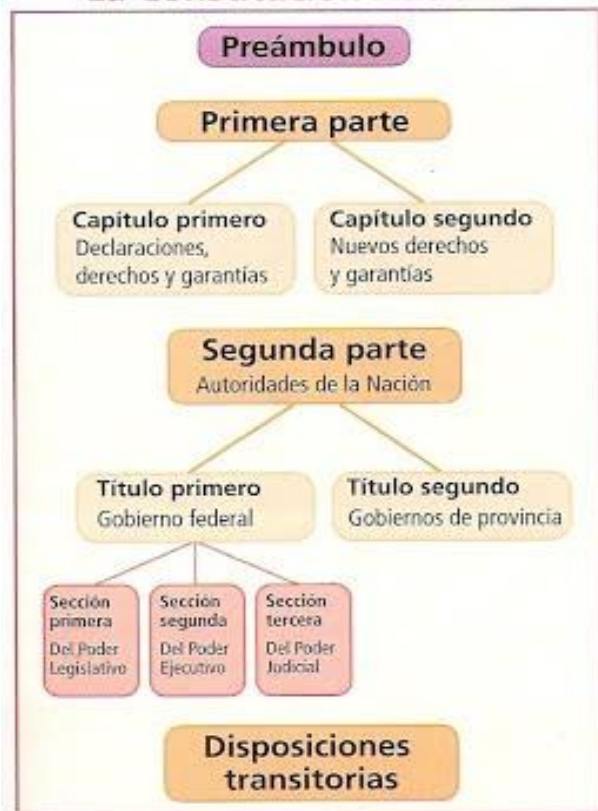 Preámbulo
Primera parte
Capítulo primero
Declaraciones,
derechos y garantías
Capítulo segundo
Nuevos derechos
y garantías
Segunda parte
Autoridades de la Nación
Título primero
Gobierno federal
Título segundo
Gobiernos de provincia
Sección
primera
Del Poder
Legislativo
Sección
segunda
Del Poder
Ejecutivo
Sección
tercera
Del Poder
Judicial
Disposiciones
transitorias